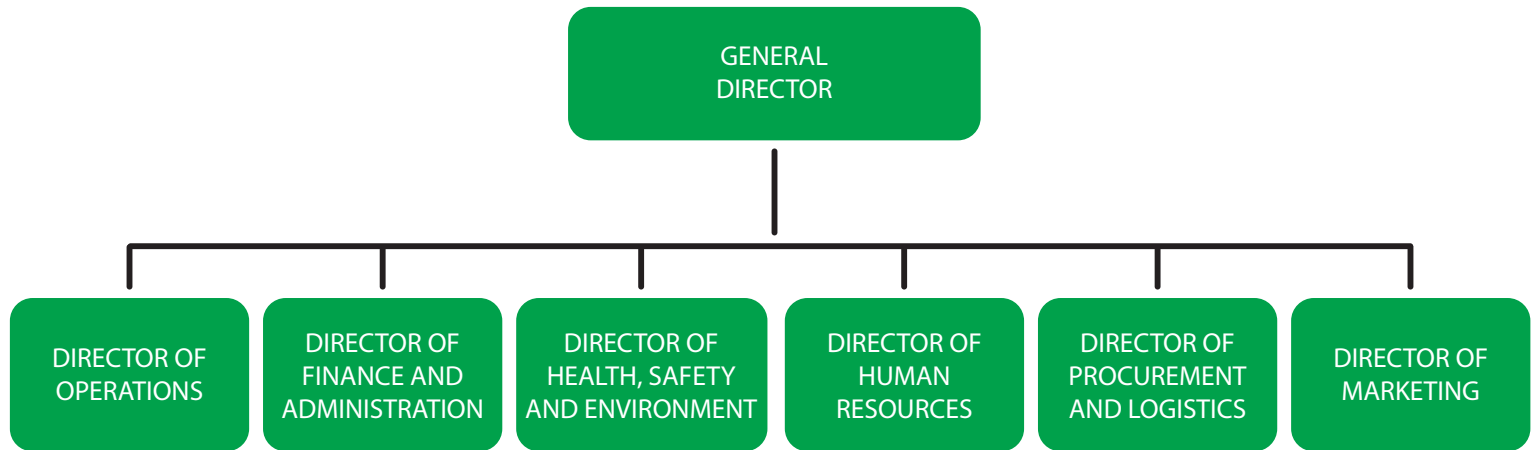 GENERAL
DIRECTOR
DIRECTOR OF
OPERATIONS
DIRECTOR OF
FINANCE AND
ADMINISTRATION
DIRECTOR OF
HEALTH, SAFETY
AND ENVIRONMENT
DIRECTOR OF
HUMAN
RESOURCES
DIRECTOR OF
PROCUREMENT
AND LOGISTICS
DIRECTOR OF
MARKETING